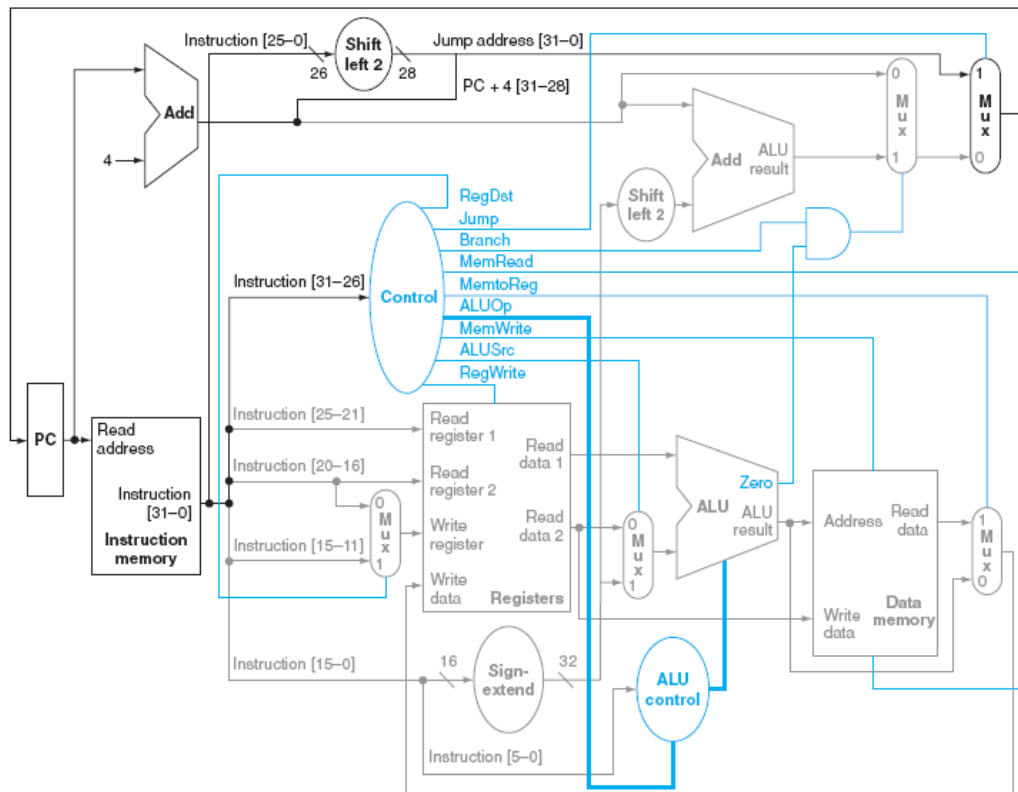 Instruction [25–0]
26
Shift
left 2
28
Jump address [31–0]
PC + 4 [31–28]
Add
4
0
M
u
x
1
1
M
u
x
0
Add
ALU
result
Shift
left 2
RegDst
Jump
Branch
MemRead
MemtoReg
ALUOp
MemWrite
ALUSrc
RegWrite
Instruction [31–26]
Control
PC
Read
address
Instruction
[31–0]
Instruction
memory
Instruction [25–21]
Instruction [20–16]
Instruction [15–11]
0
M
u
x
1
Read
register 1
Read
register 2
Write
register
Write
data
Read
data 1
Read
data 2
Registers
0
M
u
x
1
Zero
ALU
ALU
result
Address
Read
data
Write
data
Data
memory
1
M
u
x
0
Instruction [15–0]
16
Sign-
extend
32
ALU
control
Instruction [5–0]